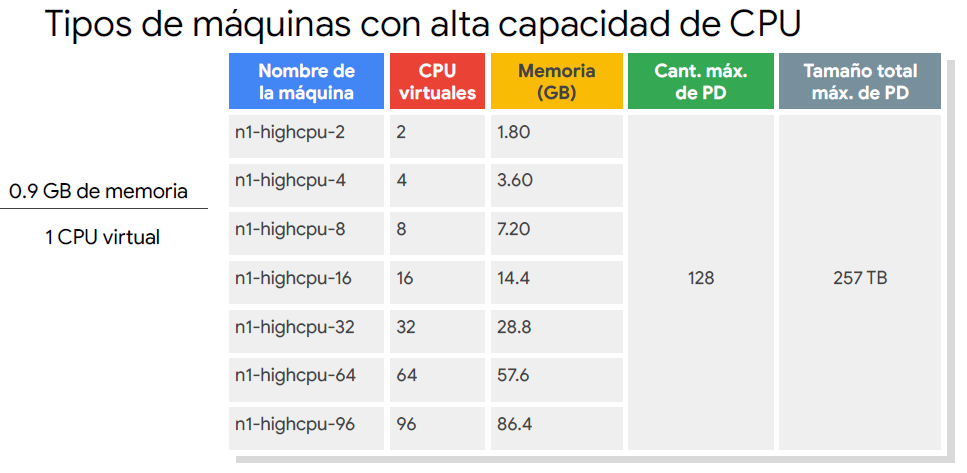 Tipos de máquinas con alta capacidad de CPU
Nombre de la máquina CPU virtuales Memoria (GB) Cant. máx. de PD Tamaño total máx. de PD
n1-highcpu-2 2 1.80
n1-highcpu-4 4 3.60
n1-highcpu-8 8 7.20
n1-highcpu-16 16 14.4
n1-highcpu-32 32 28.8
n1-highcpu-64 64 57.6
n1-highcpu-96 96 86.4
128 257 TB
0.9 GB de memoria
1 CPU virtual